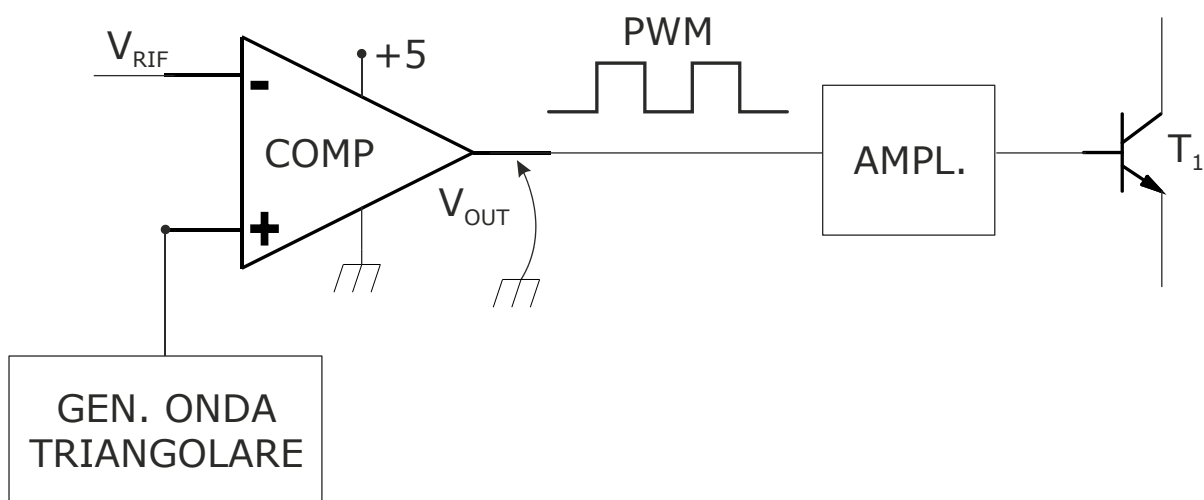 PWM
V_RIF
+5
-
COMP
AMPL.
T_1
V_OUT
+
GEN. ONDA
TRIANGOLARE